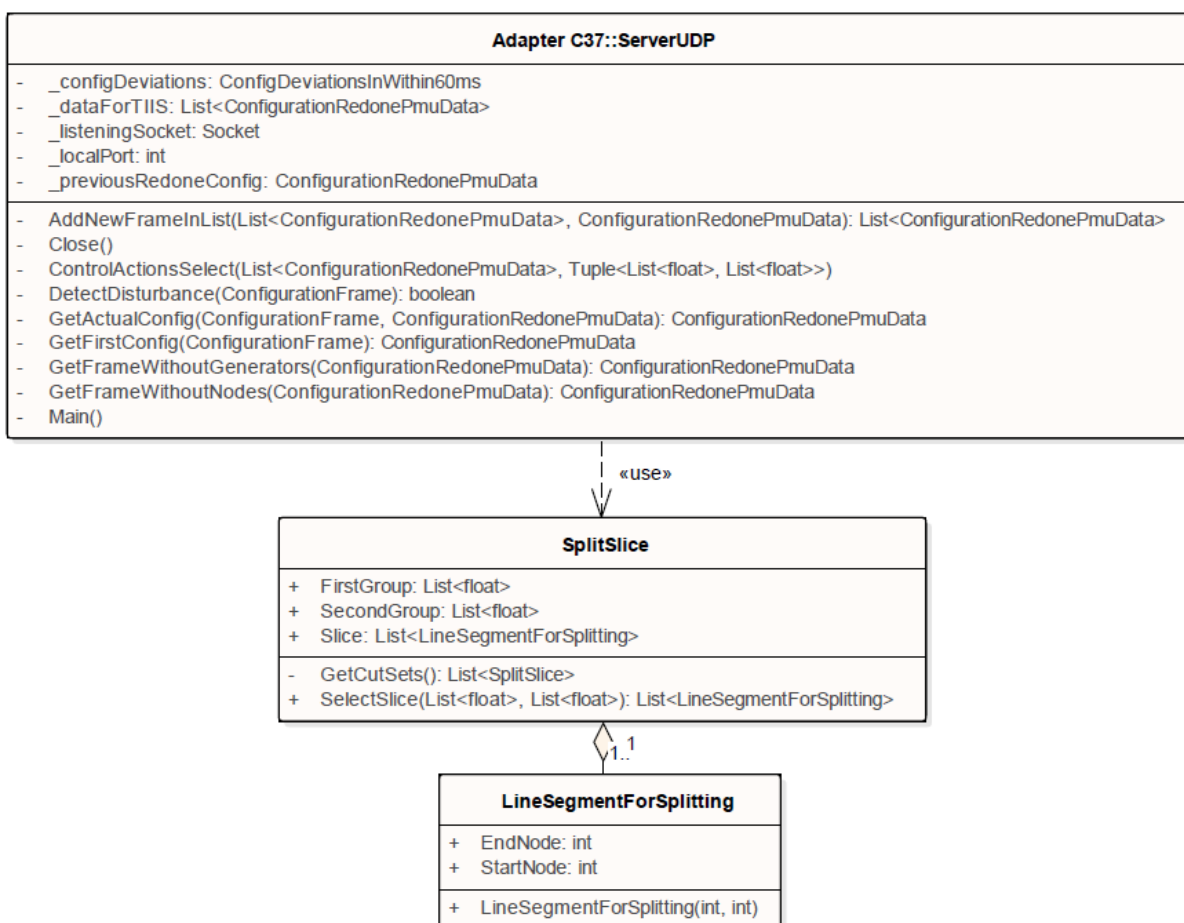 Adapter C37::ServerUDP
- _configDeviations: ConfigDeviationsInWithin60ms
- _dataForTIIS: List<ConfigurationRedonePmuData>
- _listeningSocket: Socket
- _localPort: int
- _previousRedoneConfig: ConfigurationRedonePmuData
- AddNewFrameInList(List<ConfigurationRedonePmuData>, ConfigurationRedonePmuData): List<ConfigurationRedonePmuData>
- Close()
- ControlActionsSelect(List<ConfigurationRedonePmuData>, Tuple<List<float>, List<float>>)
- DetectDisturbance(ConfigurationFrame): boolean
- GetActualConfig(ConfigurationFrame, ConfigurationRedonePmuData): ConfigurationRedonePmuData
- GetFirstConfig(ConfigurationFrame): ConfigurationRedonePmuData
- GetFrameWithoutGenerators(ConfigurationRedonePmuData): ConfigurationRedonePmuData
- GetFrameWithoutNodes(ConfigurationRedonePmuData): ConfigurationRedonePmuData
- Main()
«use»
SplitSlice
+ FirstGroup: List<float>
+ SecondGroup: List<float>
+ Slice: List<LineSegmentForSplitting>
- GetCutSets(): List<SplitSlice>
+ SelectSlice(List<float>, List<float>): List<LineSegmentForSplitting>
1
1..
LineSegmentForSplitting
+ EndNode: int
+ StartNode: int
+ LineSegmentForSplitting(int, int)